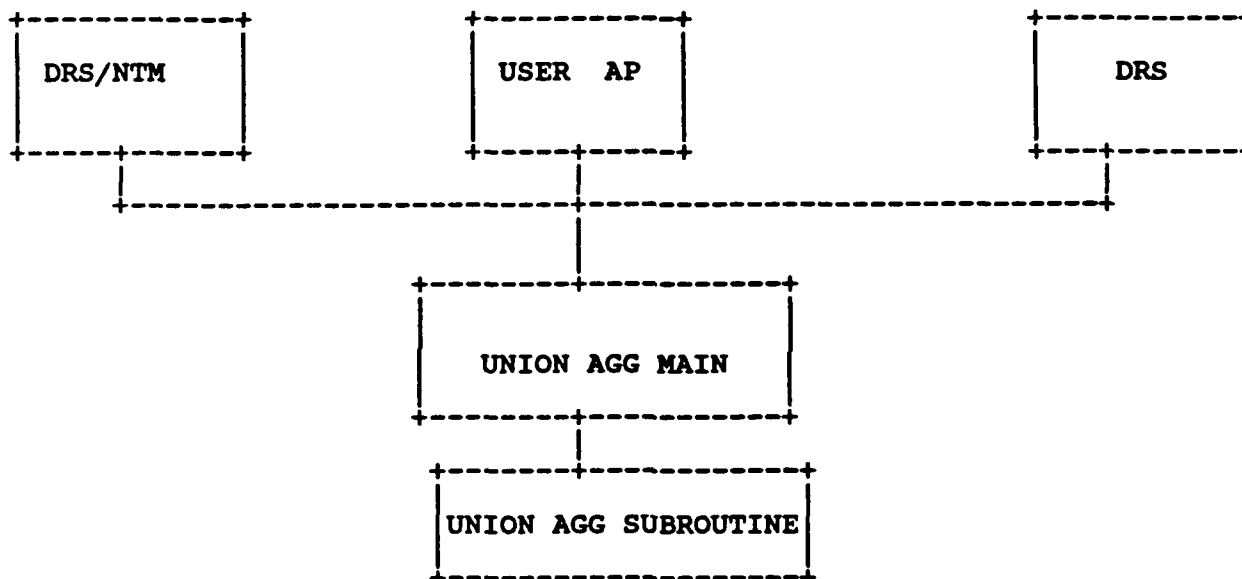 DRS/NTM
USER AP
DRS
UNION AGG MAIN
UNION AGG SUBROUTINE